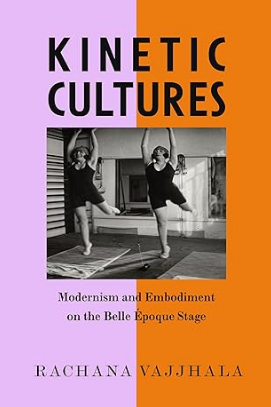 KINETIC
CULTURES
Modernism and Embodiment
on the Belle Époque Stage
RACHANA VAJJHALA